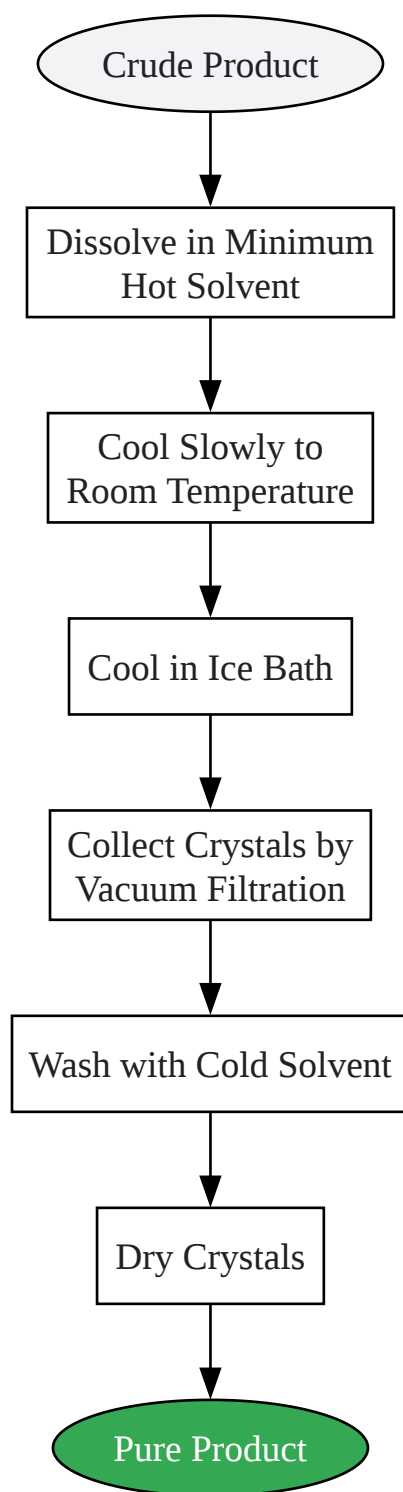 Crude Product
Dissolve in Minimum
Hot Solvent
Cool Slowly to
Room Temperature
Cool in Ice Bath
Collect Crystals by
Vacuum Filtration
Wash with Cold Solvent
Dry Crystals
Pure Product